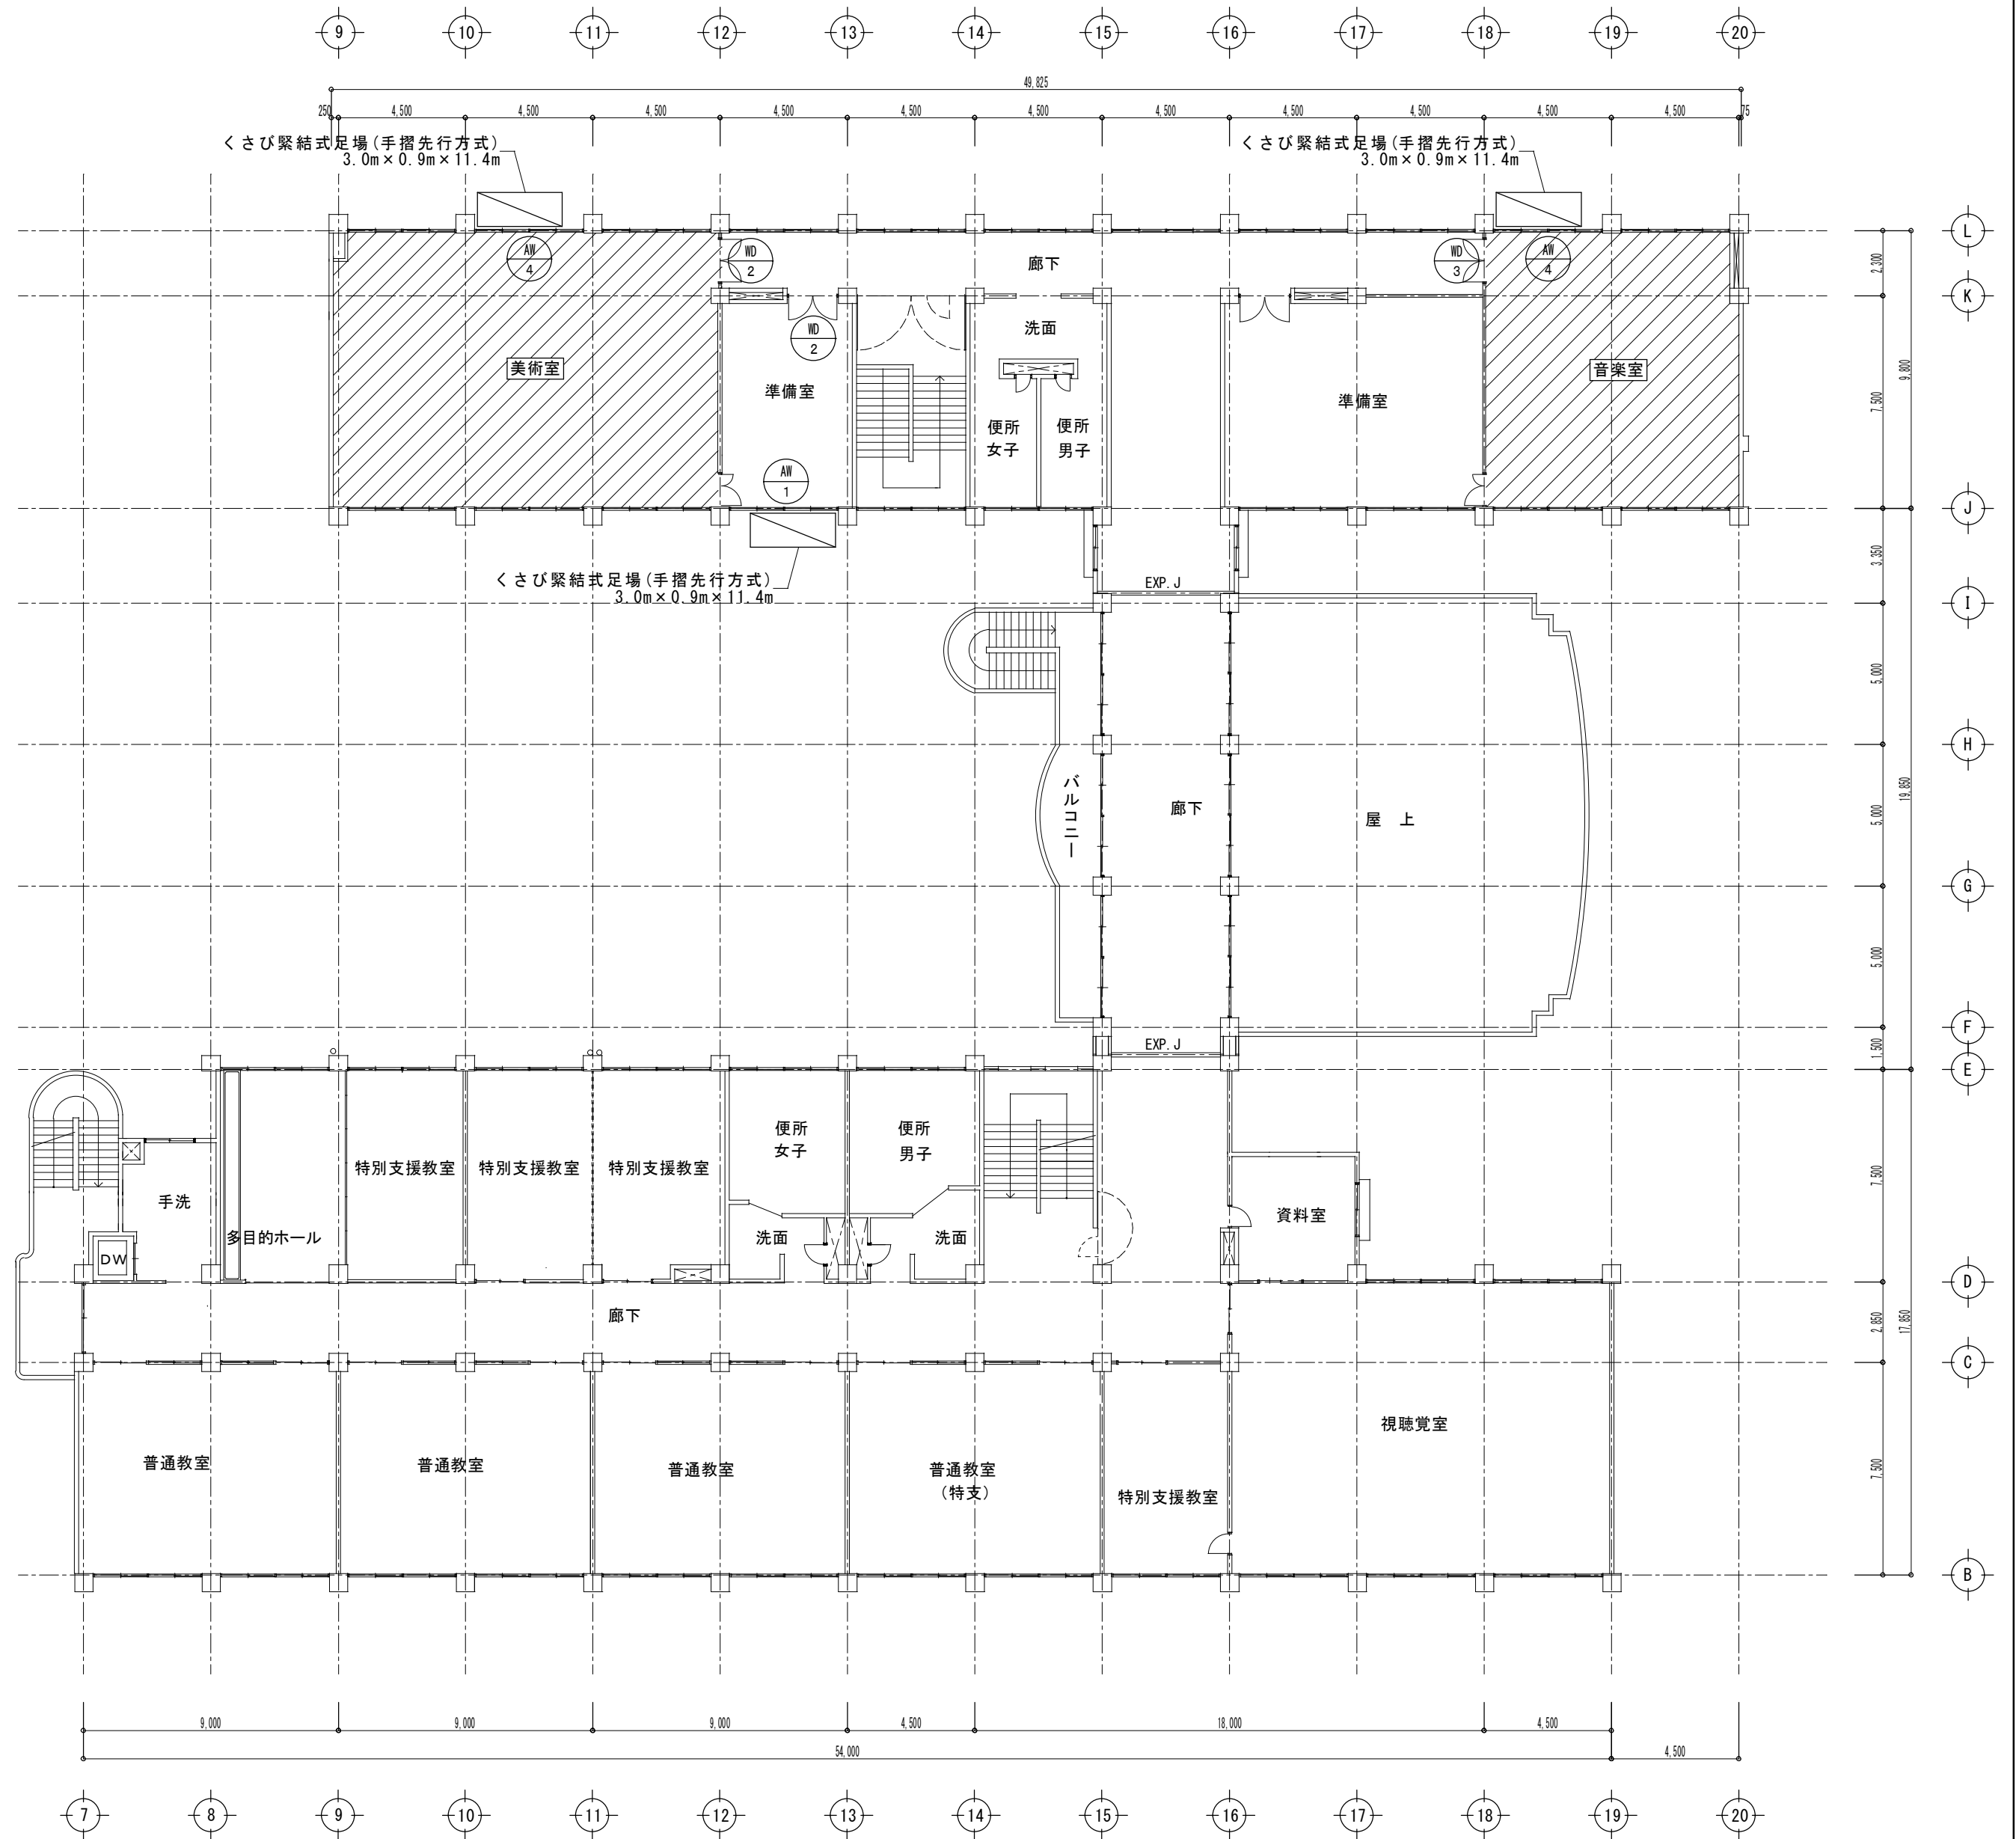 9 10 11 12 13 14 15 16 17 18 19 20
49,825
250 4,500 4,500 4,500 4,500 4,500 4,500 4,500 4,500 4,500 4,500 4,500 75
くさび緊結式足場(手摺先行方式)
3.0m×0.9m×11.4m
くさび緊結式足場(手摺先行方式)
3.0m×0.9m×11.4m
L
AW
4
WD
2
廊下
WD
3
AW
4
2,300
K
洗面
WD
2
美術室
準備室
準備室
音楽室
9,800
7,500
便所
女子
便所
男子
AW
1
J
くさび緊結式足場(手摺先行方式)
3.0m×0.9m×11.4m
3,350
EXP.J
I
5,000
H
バルコニー
廊下
屋 上
5,000
19,850
G
5,000
F
EXP.J
1,500
E
便所
女子
便所
男子
特別支援教室
特別支援教室
特別支援教室
7,500
手洗
資料室
多目的ホール
洗面
洗面
DW
D
廊下
2,850
17,850
C
視聴覚室
普通教室
普通教室
普通教室
普通教室
(特支)
特別支援教室
7,500
B
9,000 9,000 9,000 4,500 18,000 4,500
54,000 4,500
7 8 9 10 11 12 13 14 15 16 17 18 19 20